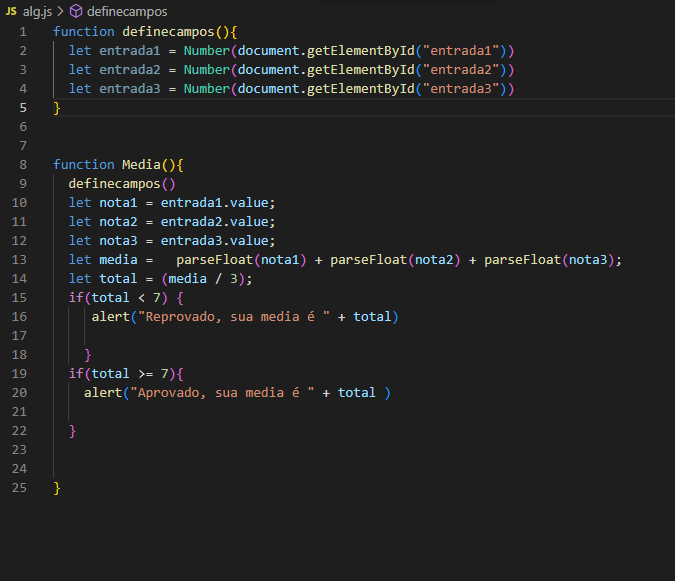 JS alg.js > definecampos
1 function definecampos(){
2   let entrada1 = Number(document.getElementById("entrada1"))
3   let entrada2 = Number(document.getElementById("entrada2"))
4   let entrada3 = Number(document.getElementById("entrada3"))
5 }
6
7
8 function Media(){
9   definecampos()
10   let nota1 = entrada1.value;
11   let nota2 = entrada2.value;
12   let nota3 = entrada3.value;
13   let media =   parseFloat(nota1) + parseFloat(nota2) + parseFloat(nota3);
14   let total = (media / 3);
15   if(total < 7) {
16      alert("Reprovado, sua media é " + total)
17
18     }
19   if(total >= 7){
20     alert("Aprovado, sua media é " + total )
21
22   }
23
24
25 }